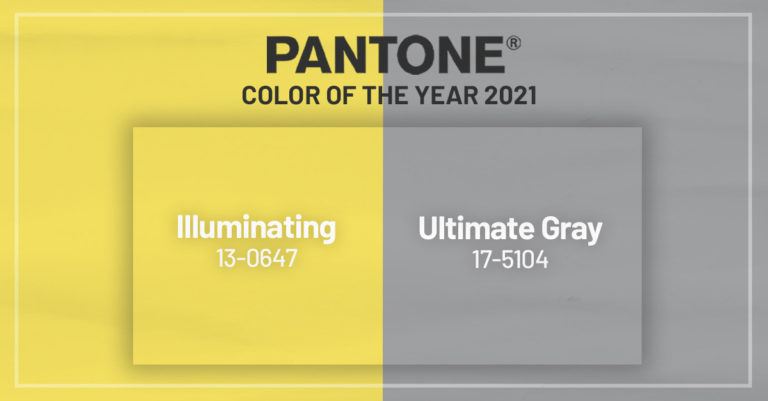 PANTONE®
COLOR OF THE YEAR 2021
Illuminating
13-0647
Ultimate Gray
17-5104